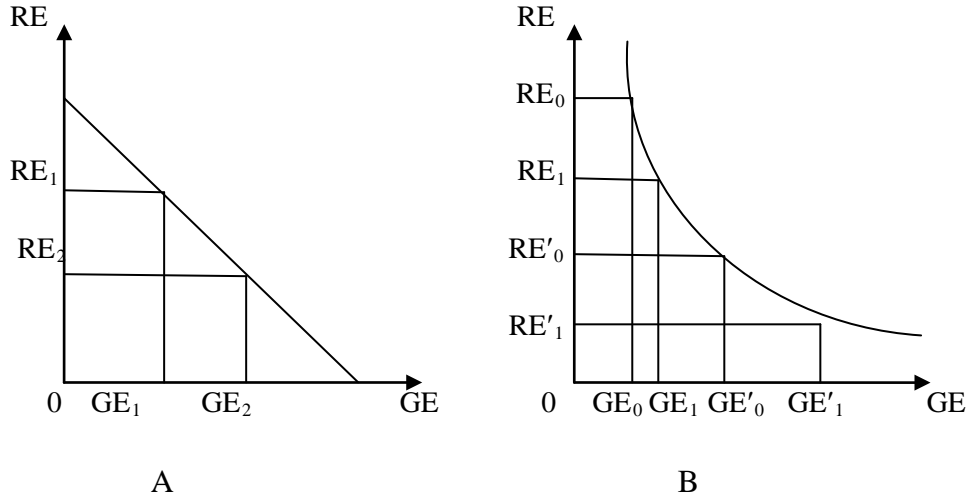 RE
RE₁
RE₂
0 GE₁ GE₂ GE
A
RE
RE₀
RE₁
RE'₀
RE'₁
0 GE₀ GE₁ GE'₀ GE'₁ GE
B